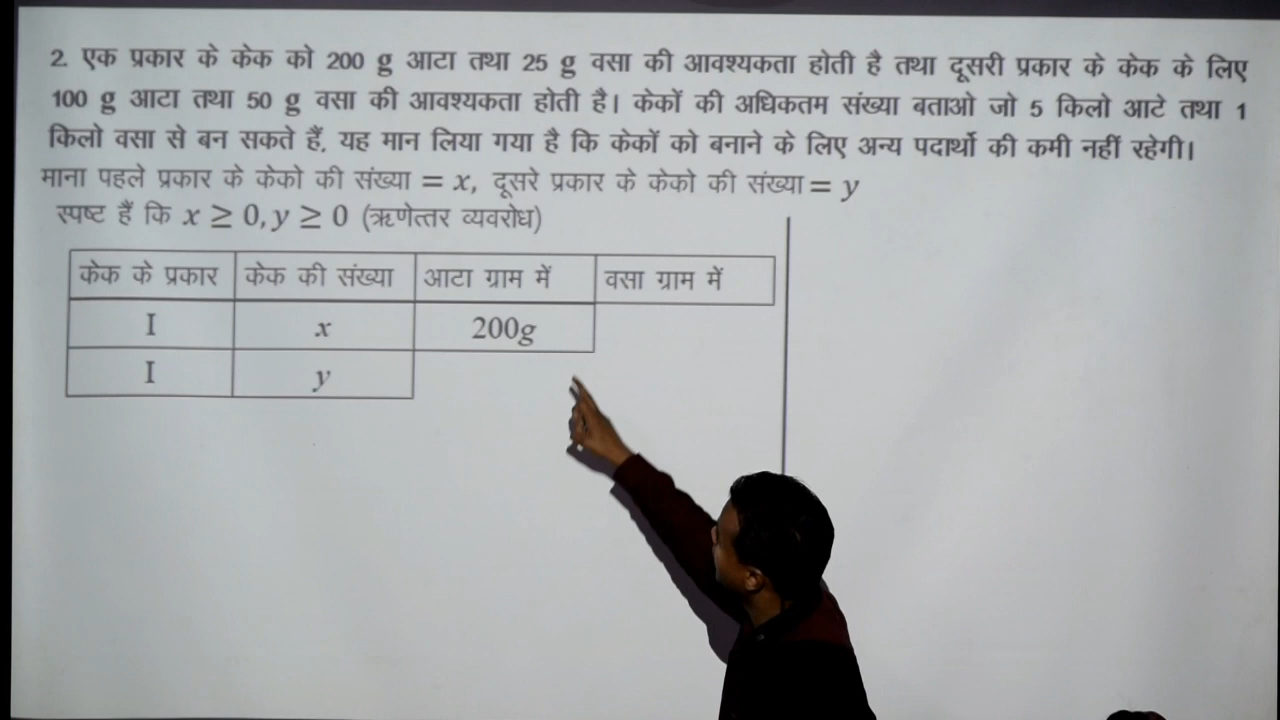 2. एक प्रकार के केक को 200 g आटा तथा 25 g वसा की आवश्यकता होती है तथा दूसरी प्रकार के केक के लिए
100 g आटा तथा 50 g वसा की आवश्यकता होती है। केकों की अधिकतम संख्या बताओ जो 5 किलो आटे तथा 1
किलो वसा से बन सकते हैं, यह मान लिया गया है कि केकों को बनाने के लिए अन्य पदार्थो की कमी नहीं रहेगी।
माना पहले प्रकार के केको की संख्या = x, दूसरे प्रकार के केको की संख्या = y
स्पष्ट हैं कि x ≥ 0, y ≥ 0 (ऋणेत्तर व्यवरोध)
केक के प्रकार केक की संख्या आटा ग्राम में वसा ग्राम में
I x 200g
I y